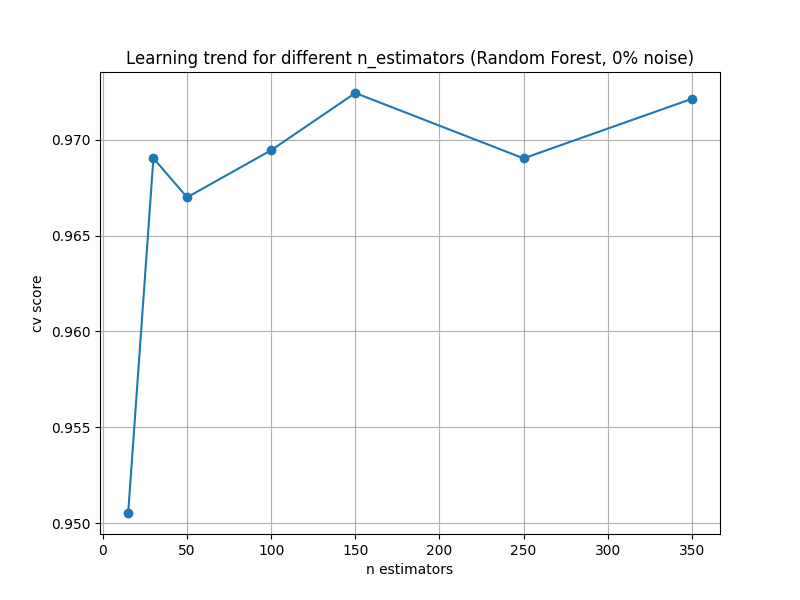 Learning trend for different n_estimators (Random Forest, 0% noise)
0.970
0.965
0.960
0.955
0.950
cv score
0 50 100 150 200 250 300 350
n estimators